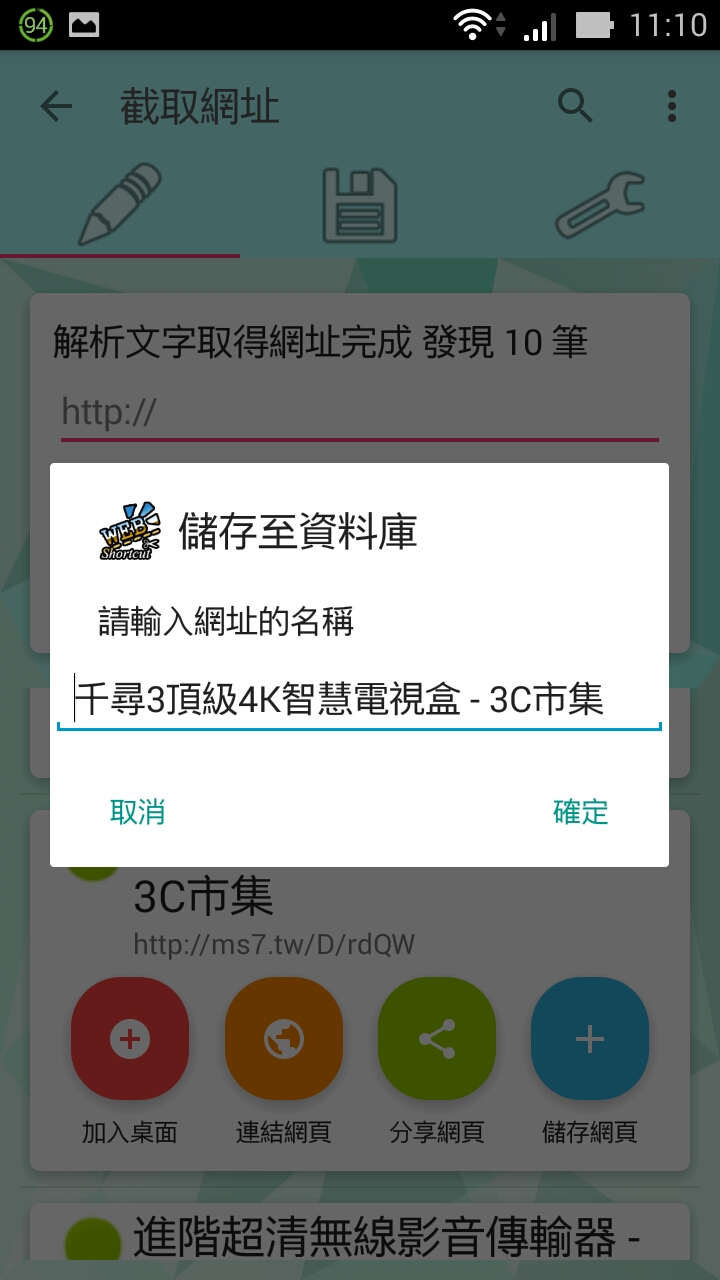 94
11:10
截取網址
解析文字取得網址完成 發現 10 筆
http://
WEB
Shortcut
儲存至資料庫
請輸入網址的名稱
千尋3頂級4K智慧電視盒 - 3C市集
取消
確定
3C市集
http://ms7.tw/D/rdQW
加入桌面
連結網頁
分享網頁
儲存網頁
進階超清無線影音傳輸器 -